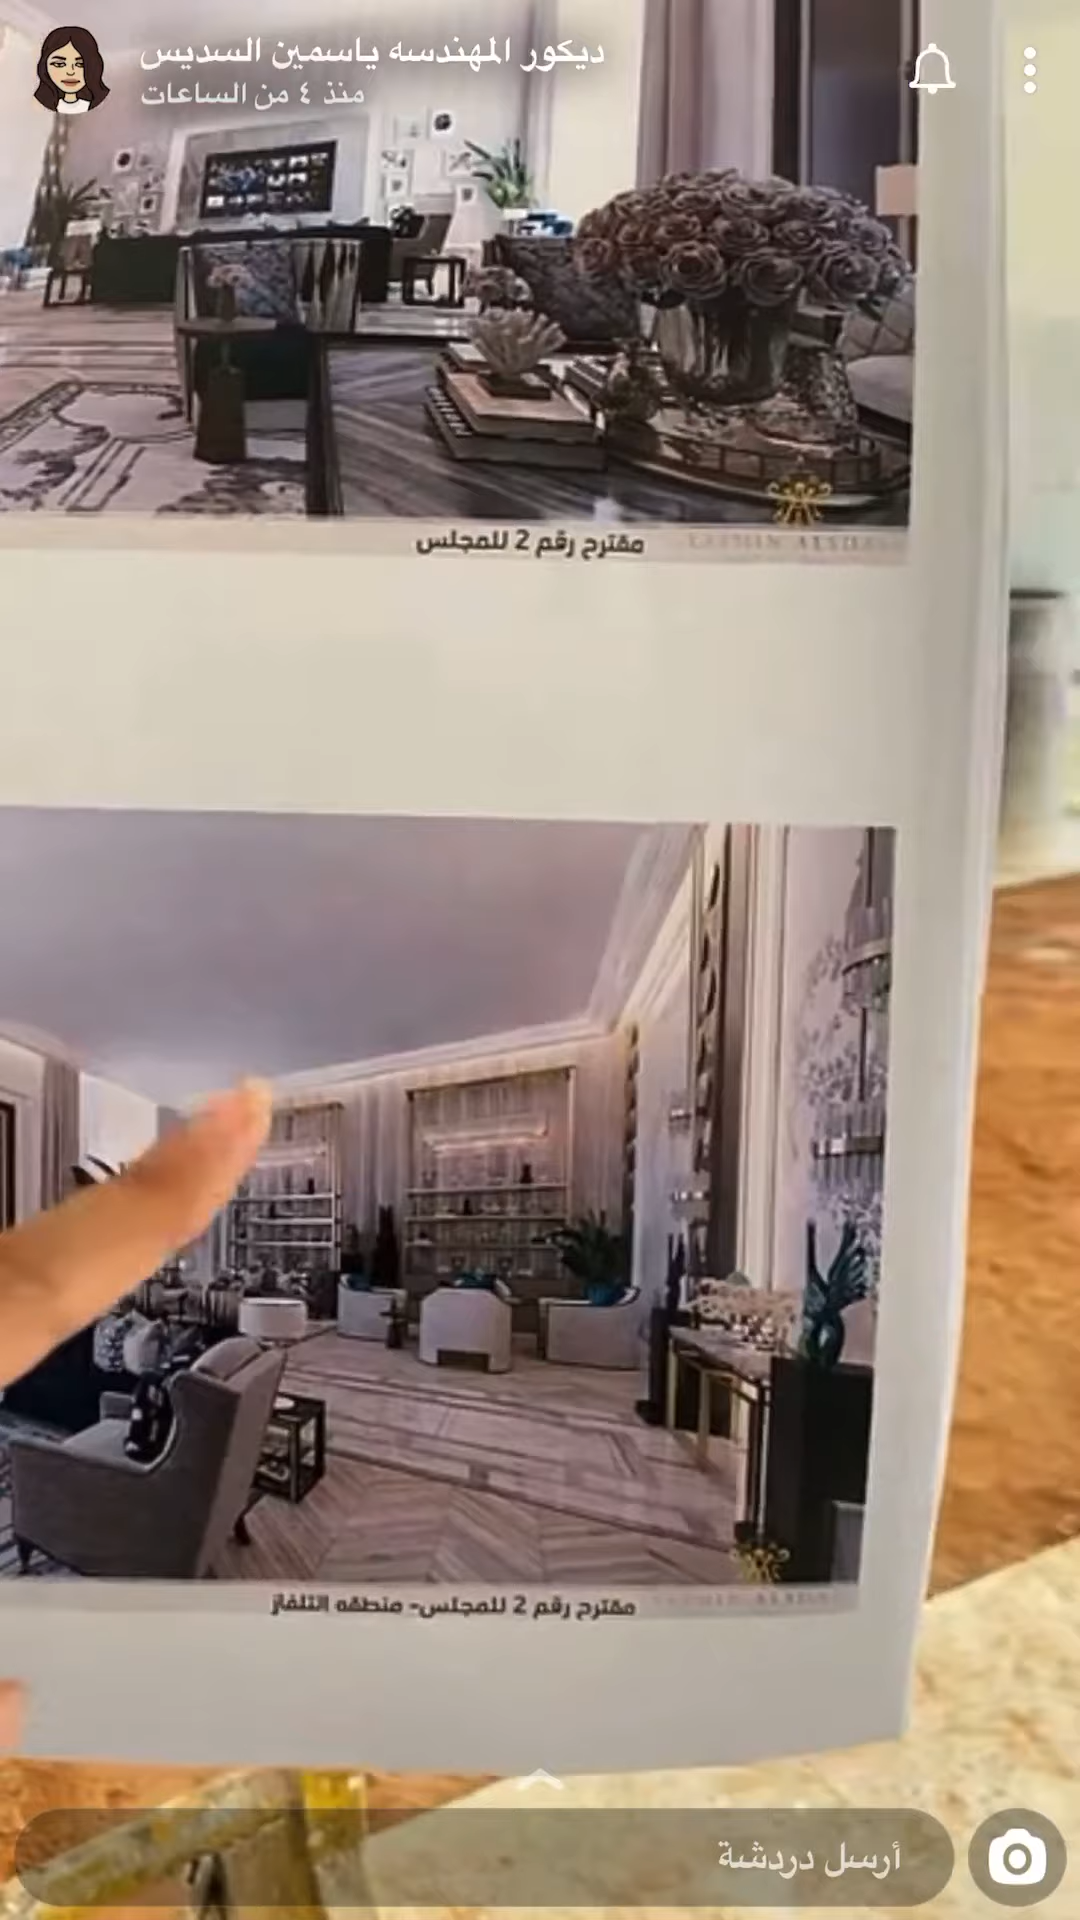 ديكور المهندسه ياسمين السديس
منذ ٤ من الساعات
مقترح رقم 2 للمجلس
مقترح رقم 2 للمجلس- منطقه التلفاز
أرسل دردشة